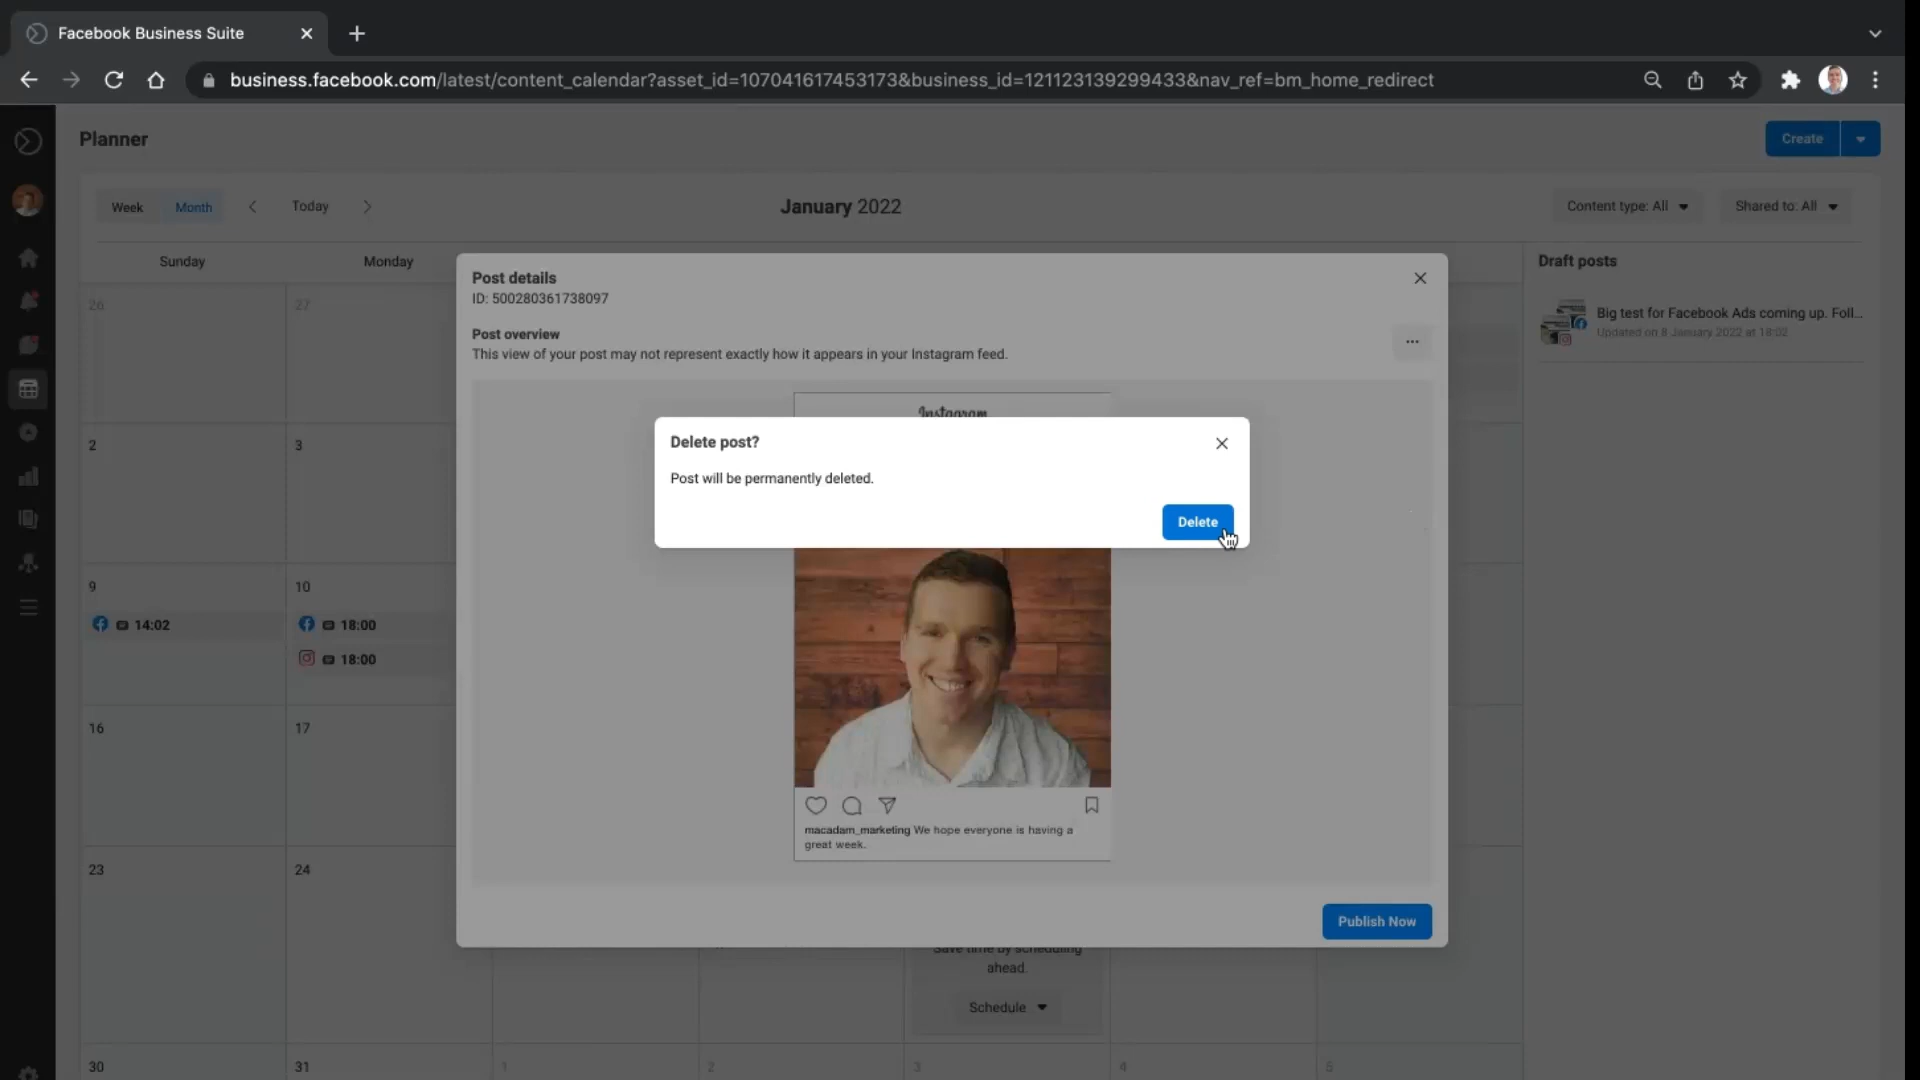 Facebook Business Suite
business.facebook.com/latest/content_calendar?asset_id=107041617453173&business_id=121123139299433&nav_ref=bm_home_redirect
Planner
Create
Week
Month
Today
January 2022
Content type: All
Shared to: All
Sunday
Monday
Draft posts
Big test for Facebook Ads coming up. Foll...
Updated on 8 January 2022 at 18:02
Post details
ID: 500280361738097
Post overview
This view of your post may not represent exactly how it appears in your Instagram feed.
Instagram
Delete post?
Post will be permanently deleted.
Delete
26
27
2
3
9
10
14:02
18:00
18:00
16
17
macadam_marketing We hope everyone is having a
great week.
23
24
Publish Now
Save time by scheduling
ahead.
Schedule
30
31
1
2
3
4
5